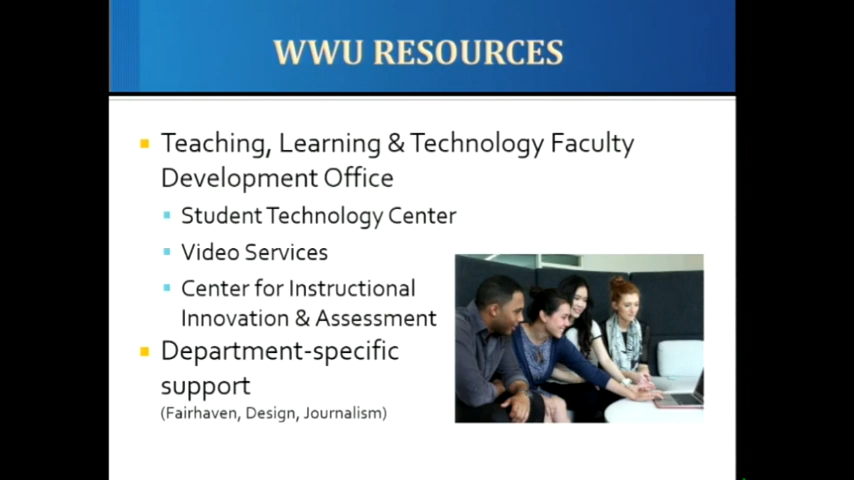 WWU RESOURCES
Teaching, Learning & Technology Faculty
Development Office
Student Technology Center
Video Services
Center for Instructional
Innovation & Assessment
Department-specific
support
(Fairhaven, Design, Journalism)